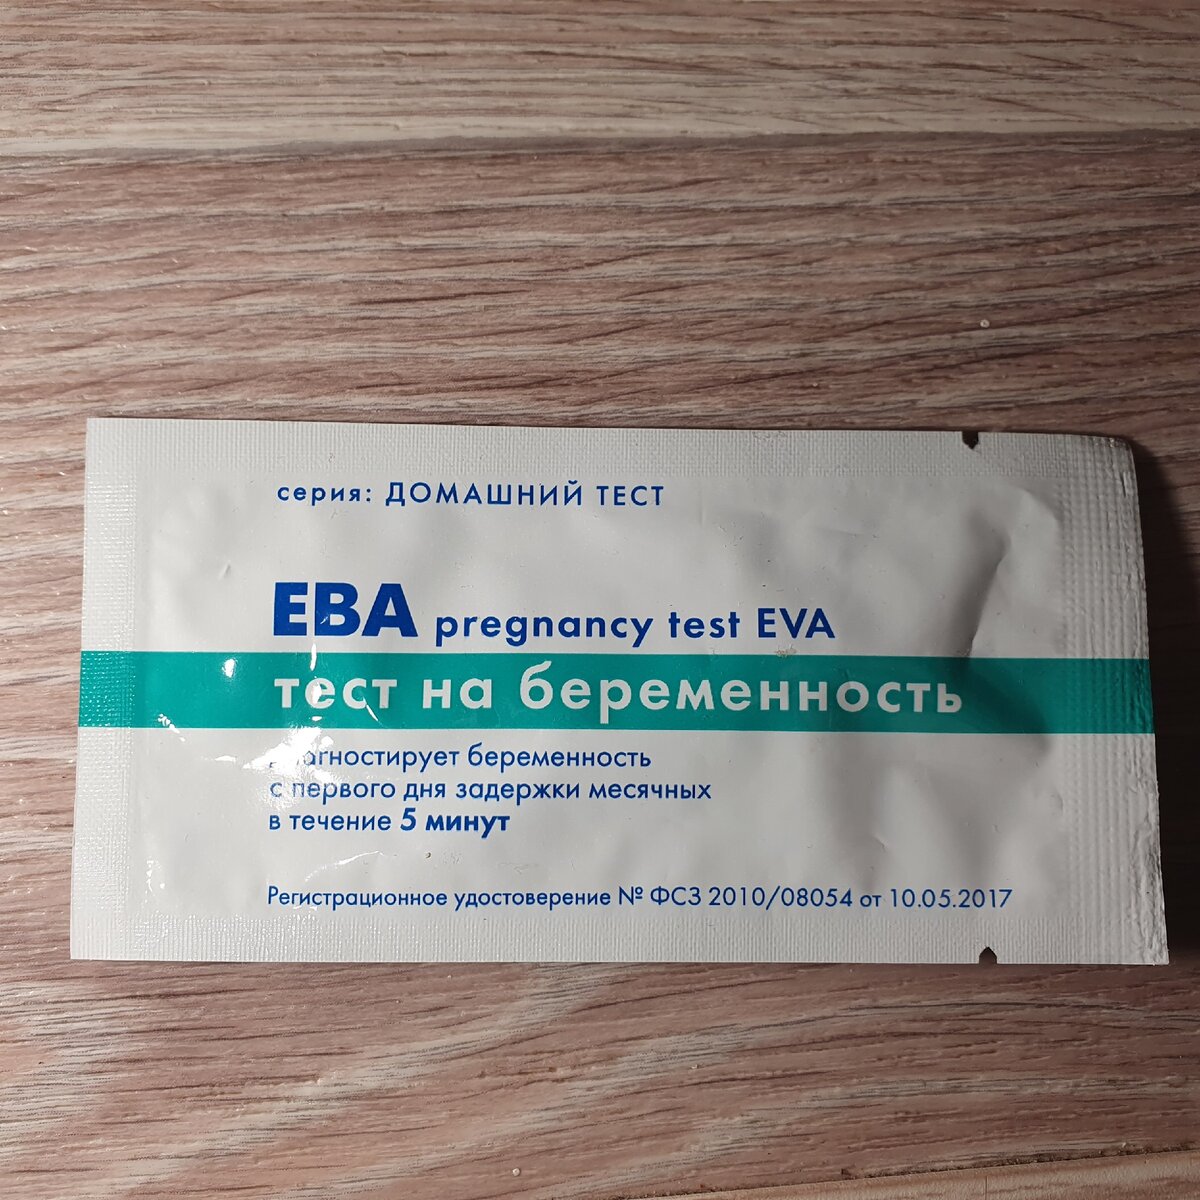 серия: ДОМАШНИЙ ТЕСТ
ЕВА pregnancy test EVA
тест на беременность
диагностирует беременность
с первого дня задержки месячных
в течение 5 минут
Регистрационное удостоверение № ФСЗ 2010/08054 от 10.05.2017